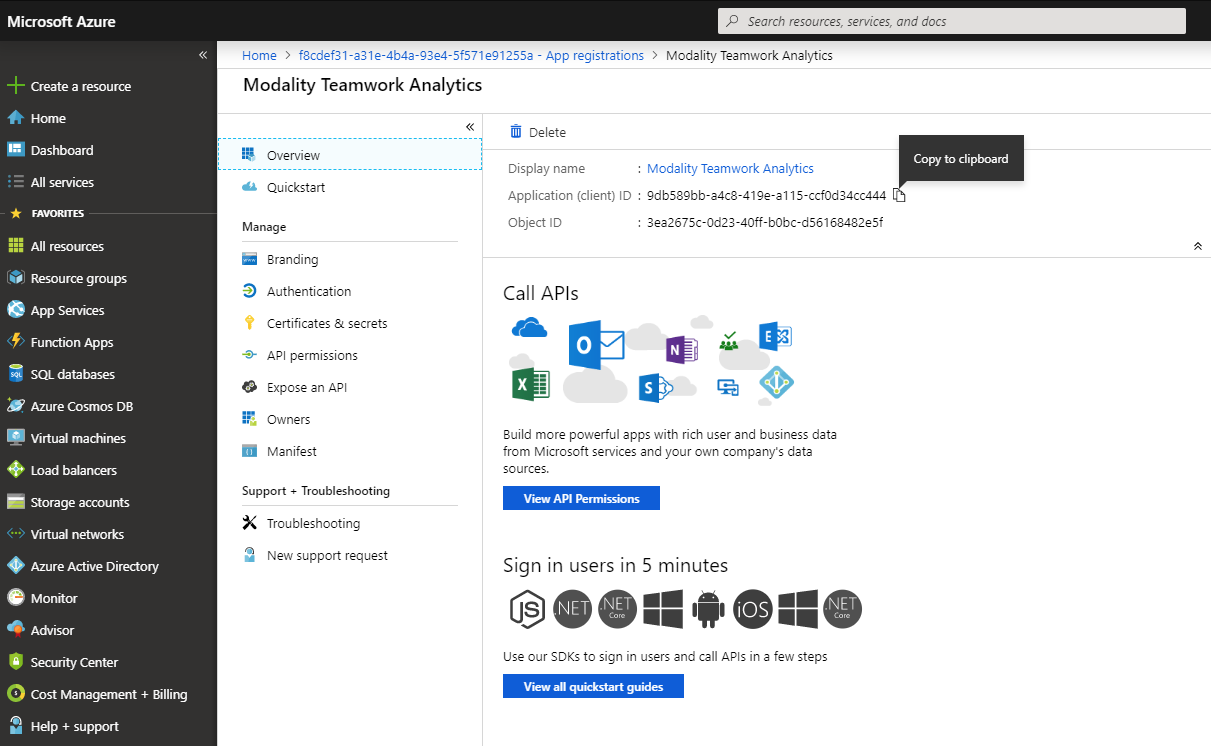 Microsoft Azure
Search resources, services, and docs
«
Create a resource
Home
Dashboard
All services
FAVORITES
All resources
Resource groups
App Services
Function Apps
SQL databases
Azure Cosmos DB
Virtual machines
Load balancers
Storage accounts
Virtual networks
Azure Active Directory
Monitor
Advisor
Security Center
Cost Management + Billing
Help + support
Home > f8cdef31-a31e-4b4a-93e4-5f571e91255a - App registrations > Modality Teamwork Analytics
Modality Teamwork Analytics
«
Overview
Quickstart
Manage
Branding
Authentication
Certificates & secrets
API permissions
Expose an API
Owners
Manifest
Support + Troubleshooting
Troubleshooting
New support request
Delete
Copy to clipboard
Display name : Modality Teamwork Analytics
Application (client) ID : 9db589bb-a4c8-419e-a115-ccf0d34cc444
Object ID : 3ea2675c-0d23-40ff-b0bc-d56168482e5f
Call APIs
O
N
E
X
S
Build more powerful apps with rich user and business data
from Microsoft services and your own company's data
sources.
View API Permissions
Sign in users in 5 minutes
JS .NET .NET Core iOS .NET Core
Use our SDKs to sign in users and call APIs in a few steps
View all quickstart guides